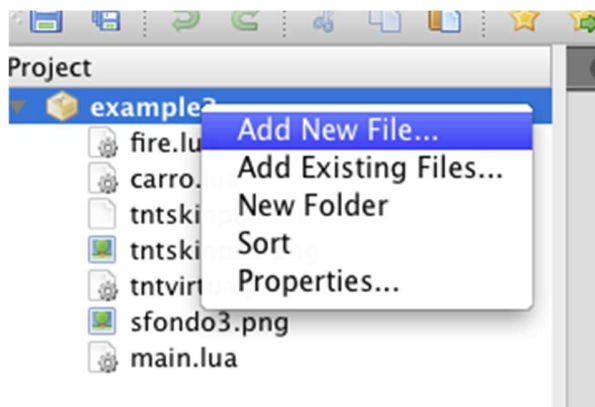 Project
example3
Add New File...
fire.lu
Add Existing Files...
carro.
New Folder
tntski
Sort
tntski
Properties...
tntvirt
sfondo3.png
main.lua